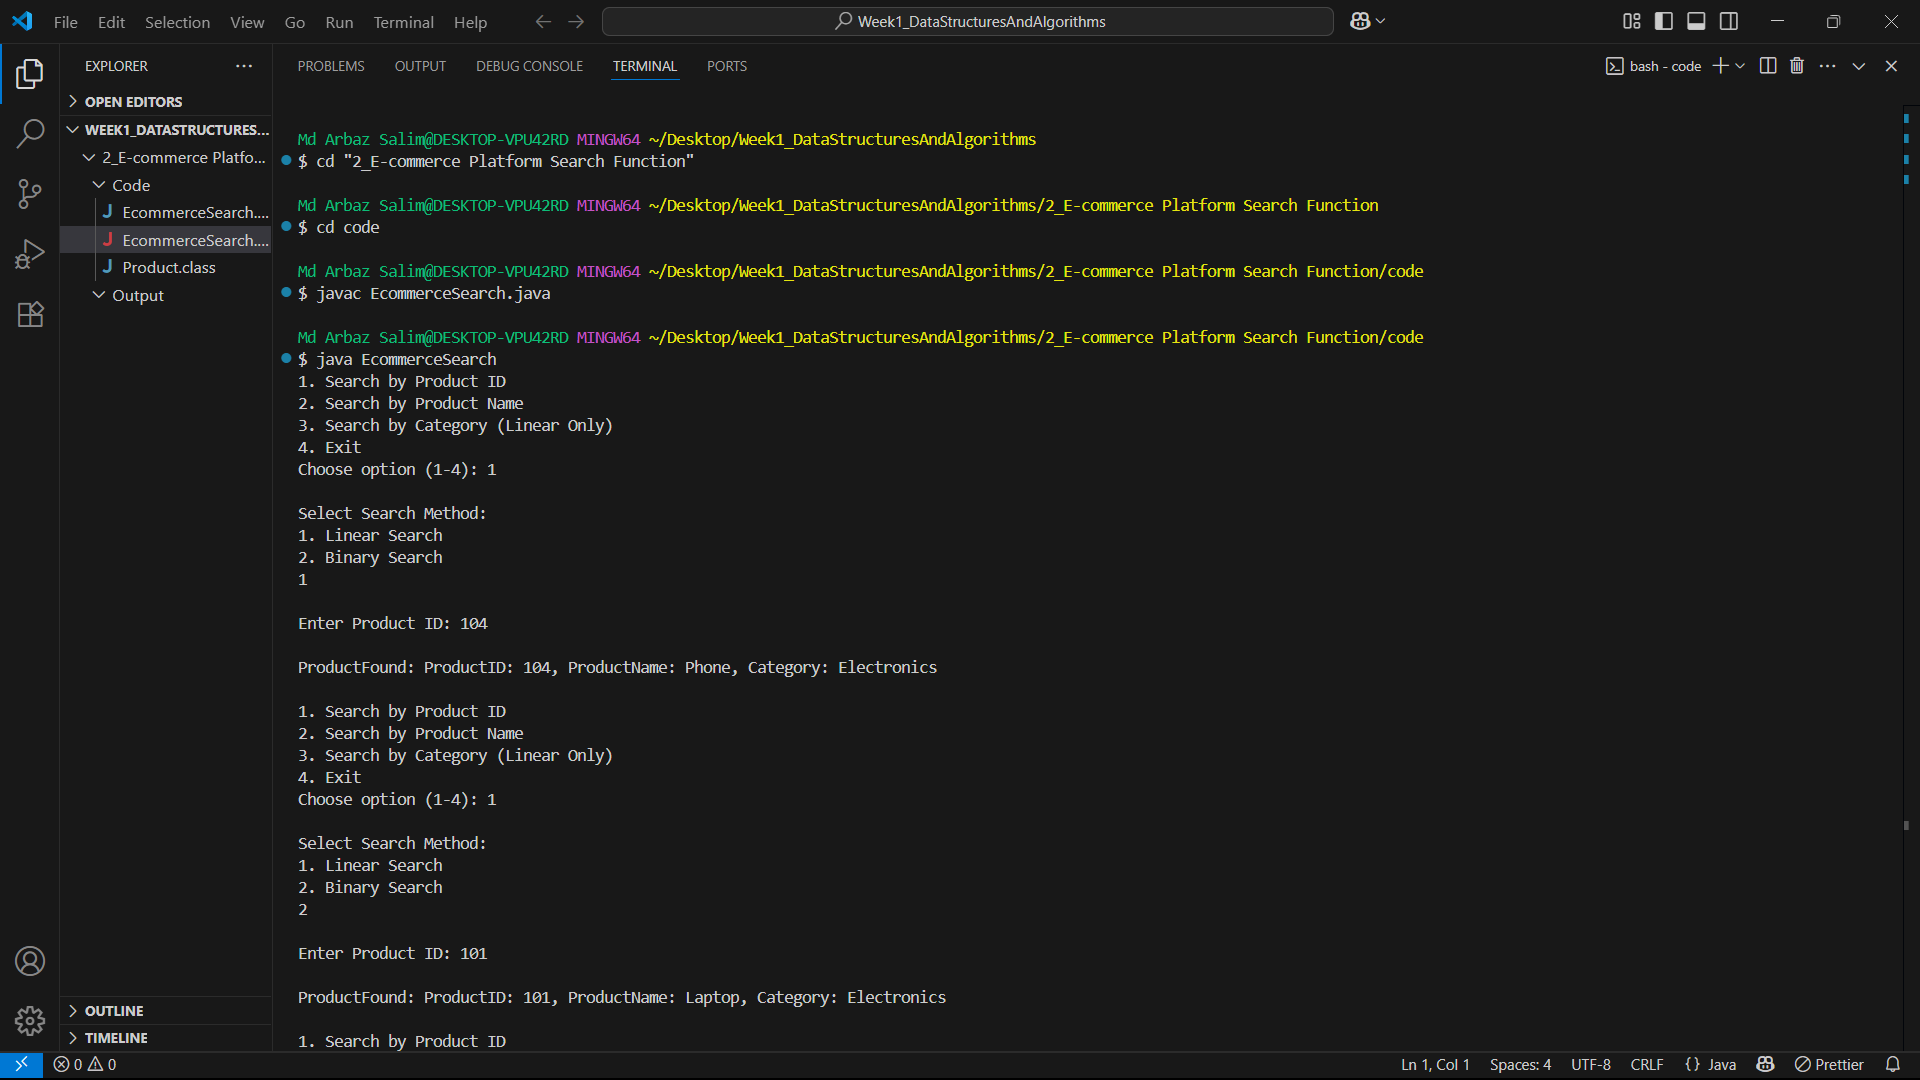 File Edit Selection View Go Run Terminal Help Week1_DataStructuresAndAlgorithms
EXPLORER
OPEN EDITORS
WEEK1_DATASTRUCTURES...
2_E-commerce Platfo...
Code
EcommerceSearch....
EcommerceSearch....
Product.class
Output
OUTLINE
TIMELINE
PROBLEMS OUTPUT DEBUG CONSOLE TERMINAL PORTS bash - code
Md Arbaz Salim@DESKTOP-VPU42RD MINGW64 ~/Desktop/Week1_DataStructuresAndAlgorithms
$ cd "2_E-commerce Platform Search Function"
Md Arbaz Salim@DESKTOP-VPU42RD MINGW64 ~/Desktop/Week1_DataStructuresAndAlgorithms/2_E-commerce Platform Search Function
$ cd code
Md Arbaz Salim@DESKTOP-VPU42RD MINGW64 ~/Desktop/Week1_DataStructuresAndAlgorithms/2_E-commerce Platform Search Function/code
$ javac EcommerceSearch.java
Md Arbaz Salim@DESKTOP-VPU42RD MINGW64 ~/Desktop/Week1_DataStructuresAndAlgorithms/2_E-commerce Platform Search Function/code
$ java EcommerceSearch
1. Search by Product ID
2. Search by Product Name
3. Search by Category (Linear Only)
4. Exit
Choose option (1-4): 1
Select Search Method:
1. Linear Search
2. Binary Search
1
Enter Product ID: 104
ProductFound: ProductID: 104, ProductName: Phone, Category: Electronics
1. Search by Product ID
2. Search by Product Name
3. Search by Category (Linear Only)
4. Exit
Choose option (1-4): 1
Select Search Method:
1. Linear Search
2. Binary Search
2
Enter Product ID: 101
ProductFound: ProductID: 101, ProductName: Laptop, Category: Electronics
1. Search by Product ID
0 0 Ln 1, Col 1 Spaces: 4 UTF-8 CRLF {} Java Prettier